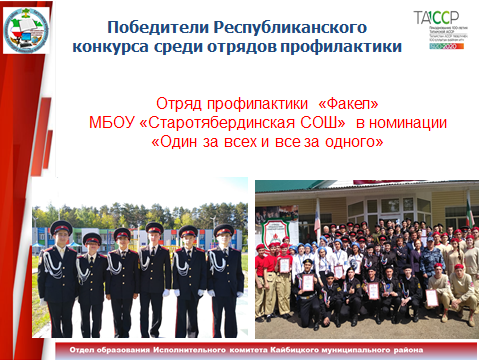 Победители Республиканского
конкурса среди отрядов профилактики
ТАССР
1920-2020
Отряд профилактики «Факел»
МБОУ «Старотябердинская СОШ» в номинации
«Один за всех и все за одного»
Отдел образования Исполнительного комитета Кайбицкого муниципального района